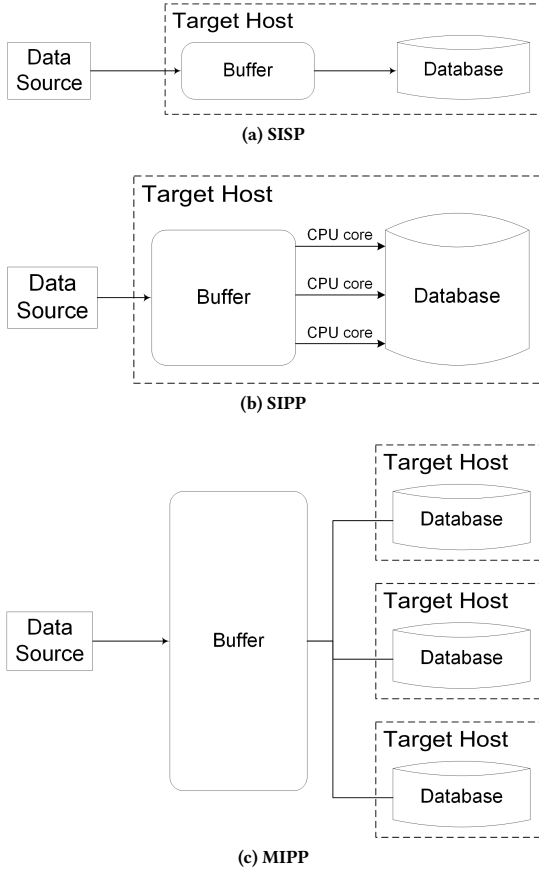 Target Host
Data
Source
Buffer
Database
(a) SISP
Target Host
CPU core
Data
Source
Buffer
CPU core
Database
CPU core
(b) SIPP
Target Host
Database
Data
Source
Buffer
Target Host
Database
Target Host
Database
(c) MIPP